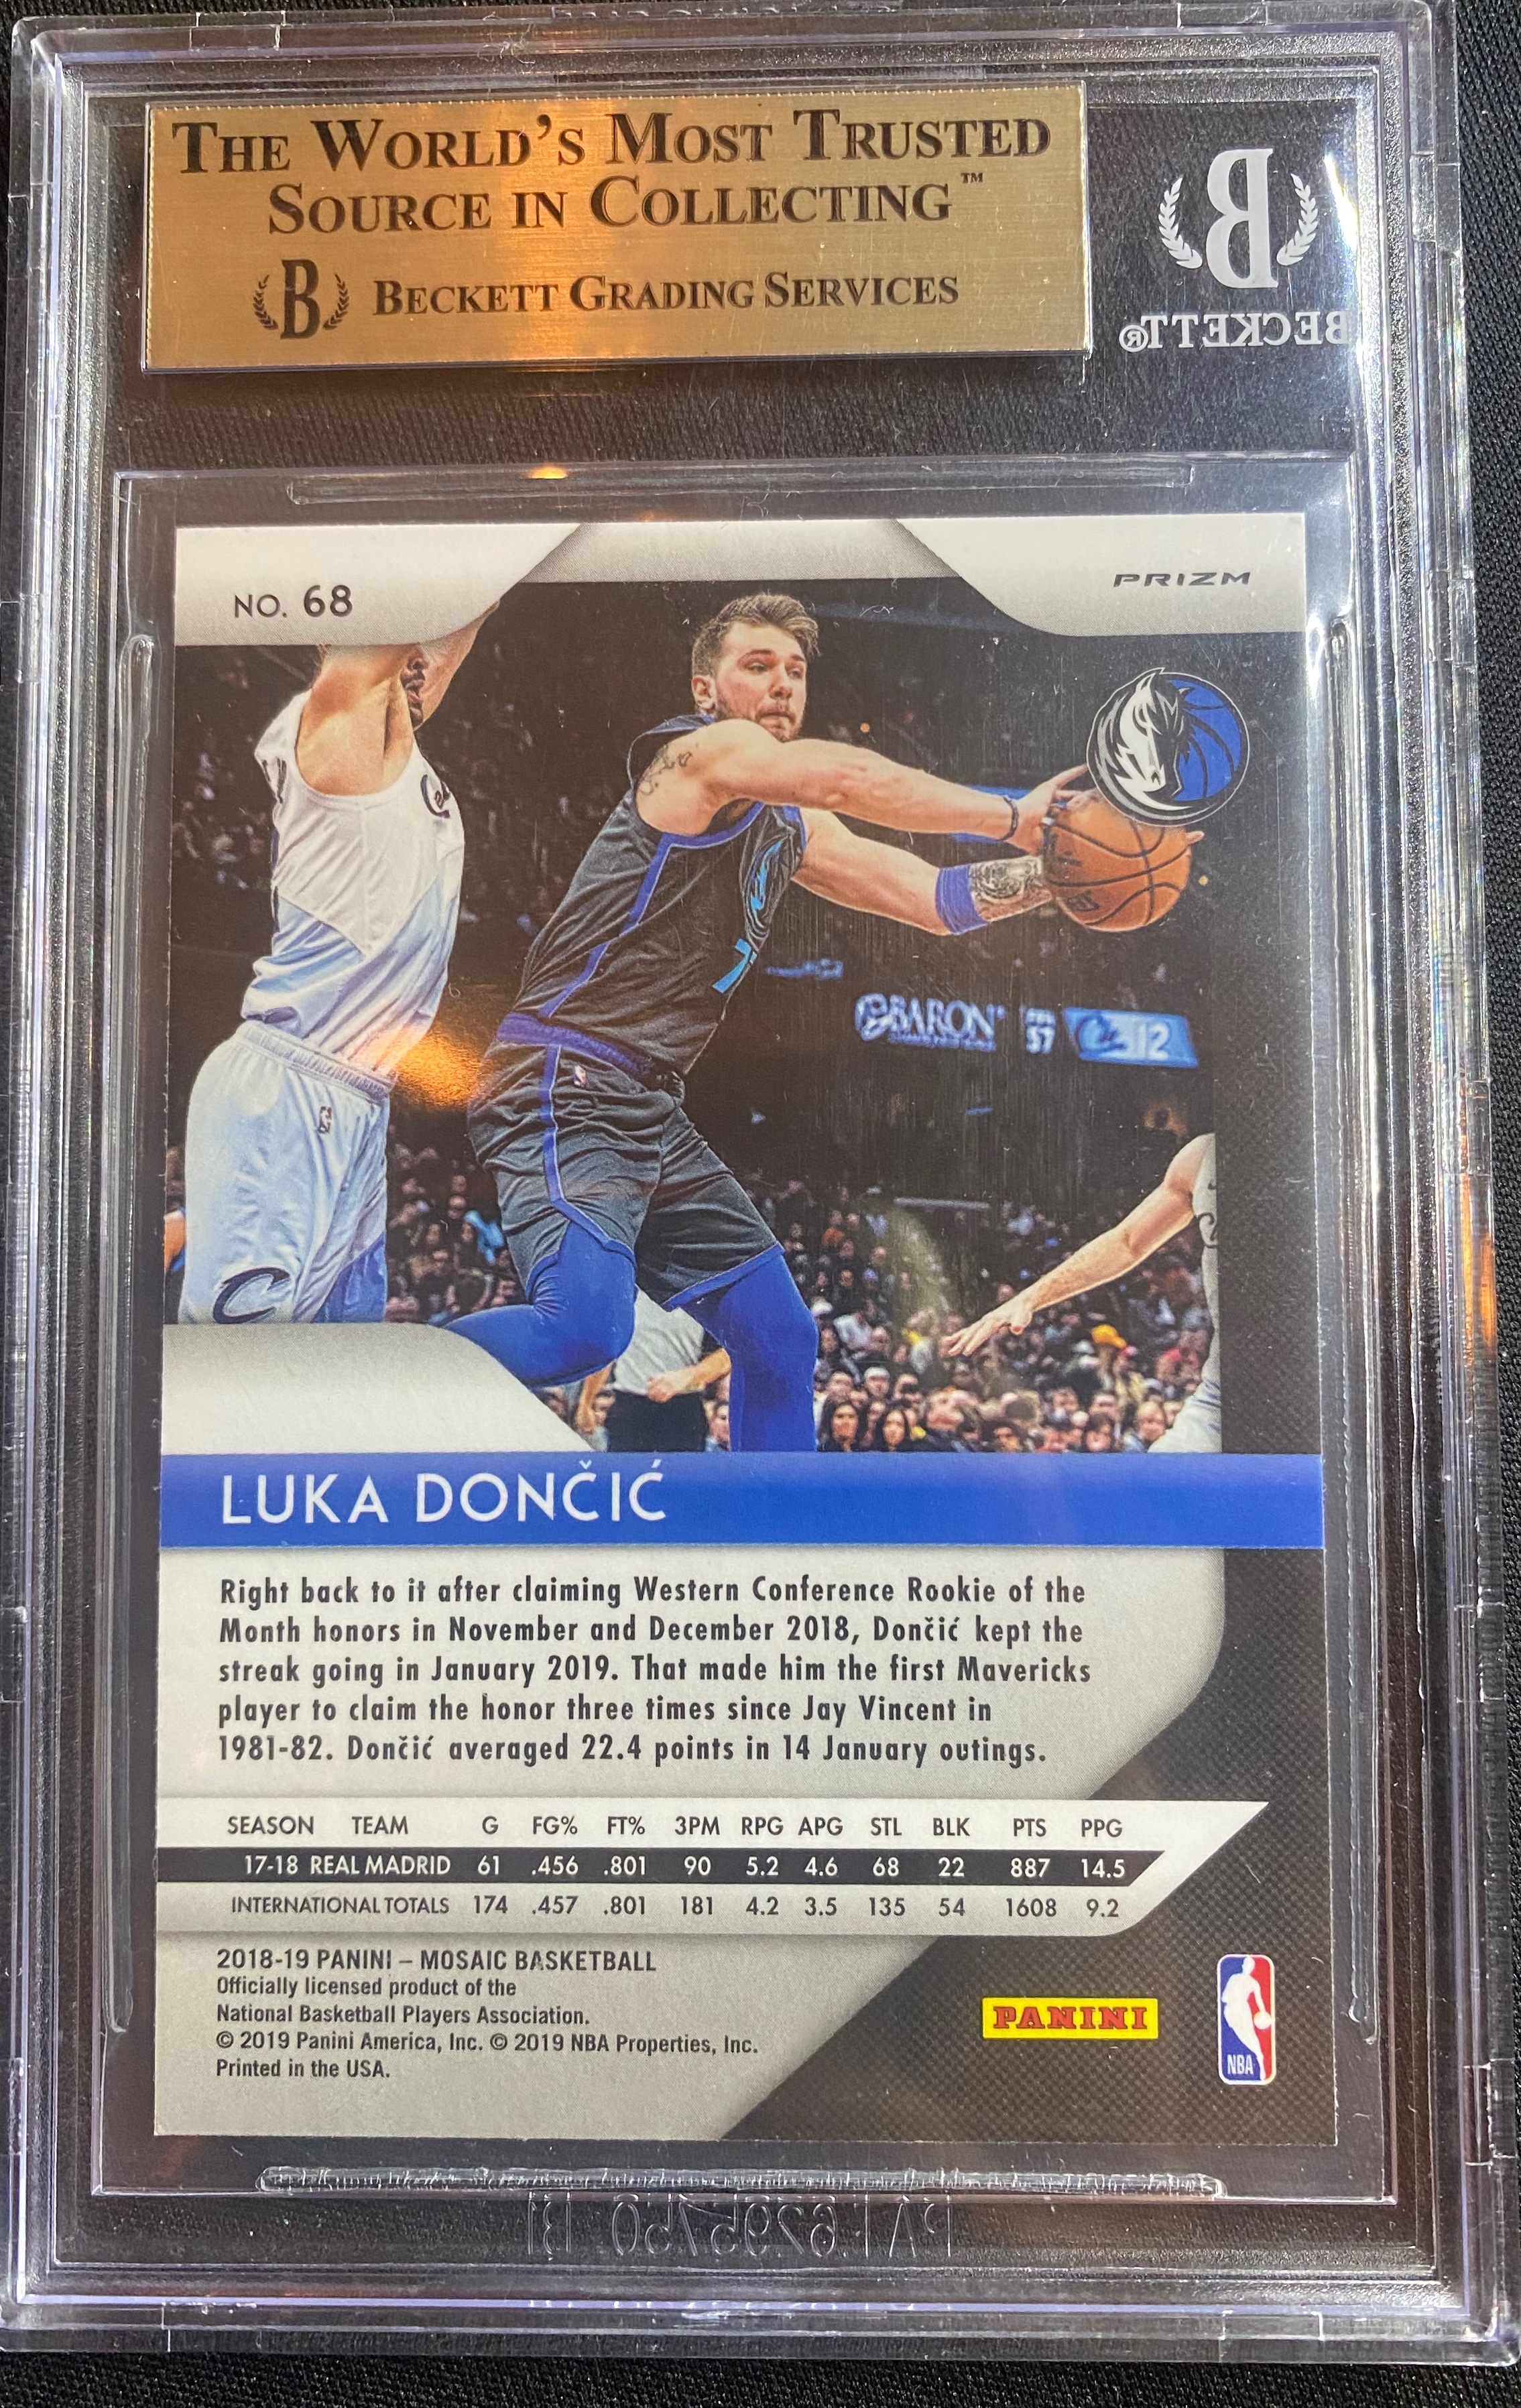 THE WORLD'S MOST TRUSTED
SOURCE IN COLLECTING™
B BECKETT GRADING SERVICES
B
BECKETT®
NO. 68
PRIZM
7
BARON
37
12
LUKA DONČIĆ
Right back to it after claiming Western Conference Rookie of the
Month honors in November and December 2018, Dončić kept the
streak going in January 2019. That made him the first Mavericks
player to claim the honor three times since Jay Vincent in
1981-82. Dončić averaged 22.4 points in 14 January outings.
SEASON TEAM G FG% FT% 3PM RPG APG STL BLK PTS PPG
17-18 REAL MADRID 61 .456 .801 90 5.2 4.6 68 22 887 14.5
INTERNATIONAL TOTALS 174 .457 .801 181 4.2 3.5 135 54 1608 9.2
2018-19 PANINI – MOSAIC BASKETBALL
Officially licensed product of the
National Basketball Players Association.
© 2019 Panini America, Inc. © 2019 NBA Properties, Inc.
Printed in the USA.
PANINI
NBA